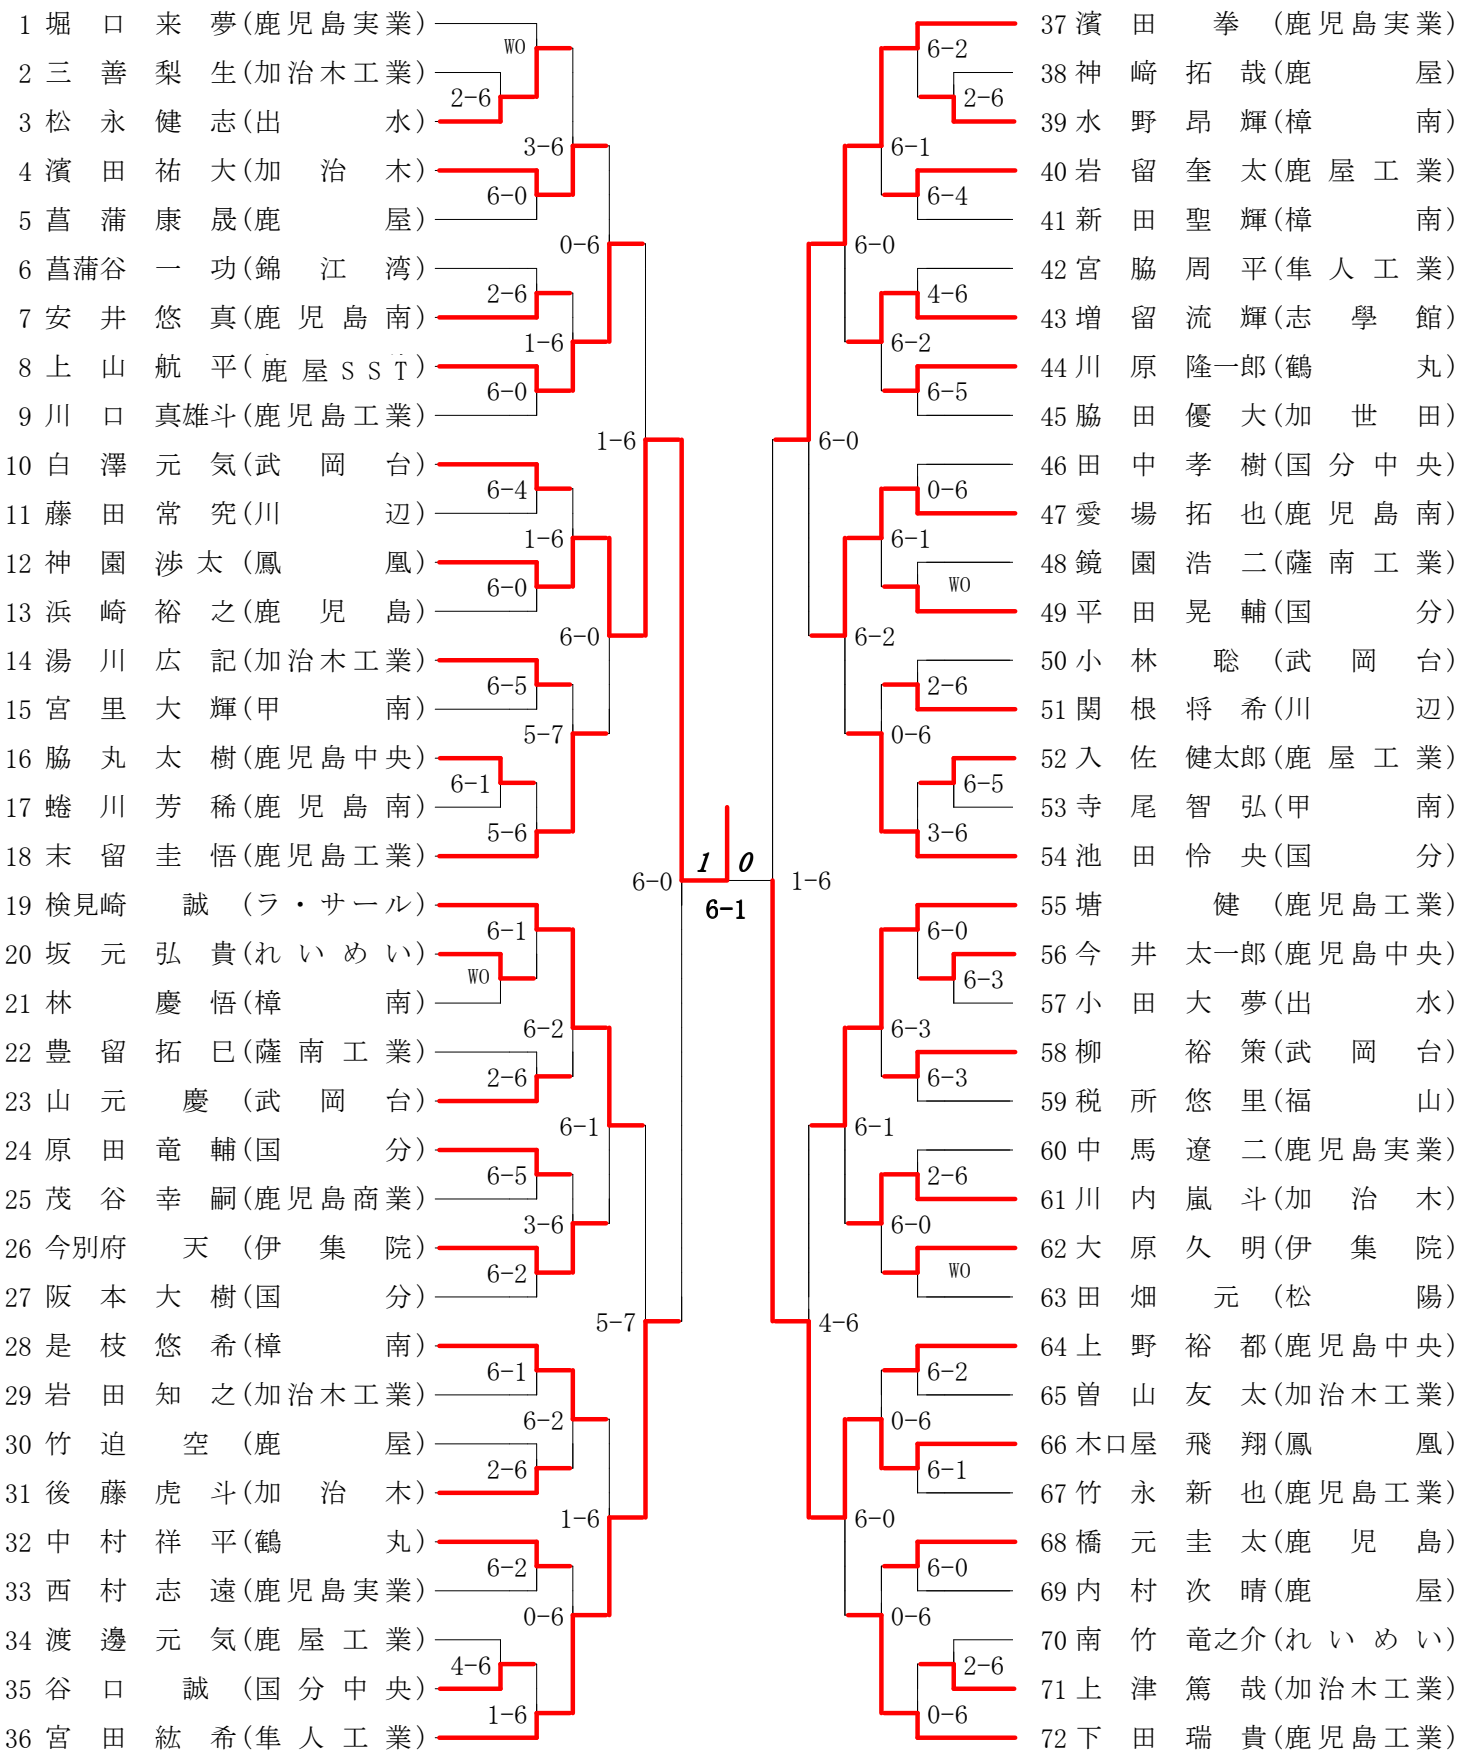 1 堀口来夢(鹿児島実業)
WO
2 三善梨生(加治木工業)
2-6
3 松永健志(出水)
3-6
4 濱田祐大(加治木)
6-0
5 菖蒲康晟(鹿屋)
0-6
6 菖蒲谷一功(錦江湾)
2-6
7 安井悠真(鹿児島南)
1-6
8 上山航平(鹿屋SST)
6-0
9 川口真雄斗(鹿児島工業)
1-6
10 白澤元気(武岡台)
6-4
11 藤田常究(川辺)
1-6
12 神園渉太(鳳凰)
6-0
13 浜崎裕之(鹿児島)
6-0
14 湯川広記(加治木工業)
6-5
15 宮里大輝(甲南)
5-7
16 脇丸太樹(鹿児島中央)
6-1
17 蜷川芳稀(鹿児島南)
5-6
18 末留圭悟(鹿児島工業)
6-0
19 検見崎誠(ラ・サール)
6-1
20 坂元弘貴(れいめい)
WO
21 林慶悟(樟南)
6-2
22 豊留拓巳(薩南工業)
2-6
23 山元慶(武岡台)
6-1
24 原田竜輔(国分)
6-5
25 茂谷幸嗣(鹿児島商業)
3-6
26 今別府天(伊集院)
6-2
27 阪本大樹(国分)
5-7
28 是枝悠希(樟南)
6-1
29 岩田知之(加治木工業)
6-2
30 竹迫空(鹿屋)
2-6
31 後藤虎斗(加治木)
1-6
32 中村祥平(鶴丸)
6-2
33 西村志遠(鹿児島実業)
0-6
34 渡邊元気(鹿屋工業)
4-6
35 谷口誠(国分中央)
1-6
36 宮田紘希(隼人工業)
1 0
6-1
37 濱田拳(鹿児島実業)
6-2
38 神﨑拓哉(鹿屋)
2-6
39 水野昂輝(樟南)
6-1
40 岩留奎太(鹿屋工業)
6-4
41 新田聖輝(樟南)
6-0
42 宮脇周平(隼人工業)
4-6
43 増留流輝(志學館)
6-2
44 川原隆一郎(鶴丸)
6-5
45 脇田優大(加世田)
6-0
46 田中孝樹(国分中央)
0-6
47 愛場拓也(鹿児島南)
6-1
48 鏡園浩二(薩南工業)
WO
49 平田晃輔(国分)
6-2
50 小林聡(武岡台)
2-6
51 関根将希(川辺)
0-6
52 入佐健太郎(鹿屋工業)
6-5
53 寺尾智弘(甲南)
3-6
54 池田怜央(国分)
1-6
55 塘健(鹿児島工業)
6-0
56 今井太一郎(鹿児島中央)
6-3
57 小田大夢(出水)
6-3
58 柳裕策(武岡台)
6-3
59 税所悠里(福山)
6-1
60 中馬遼二(鹿児島実業)
2-6
61 川内嵐斗(加治木)
6-0
62 大原久明(伊集院)
WO
63 田畑元(松陽)
4-6
64 上野裕都(鹿児島中央)
6-2
65 曽山友太(加治木工業)
0-6
66 木口屋飛翔(鳳凰)
6-1
67 竹永新也(鹿児島工業)
6-0
68 橋元圭太(鹿児島)
6-0
69 内村次晴(鹿屋)
0-6
70 南竹竜之介(れいめい)
2-6
71 上津篤哉(加治木工業)
0-6
72 下田瑞貴(鹿児島工業)